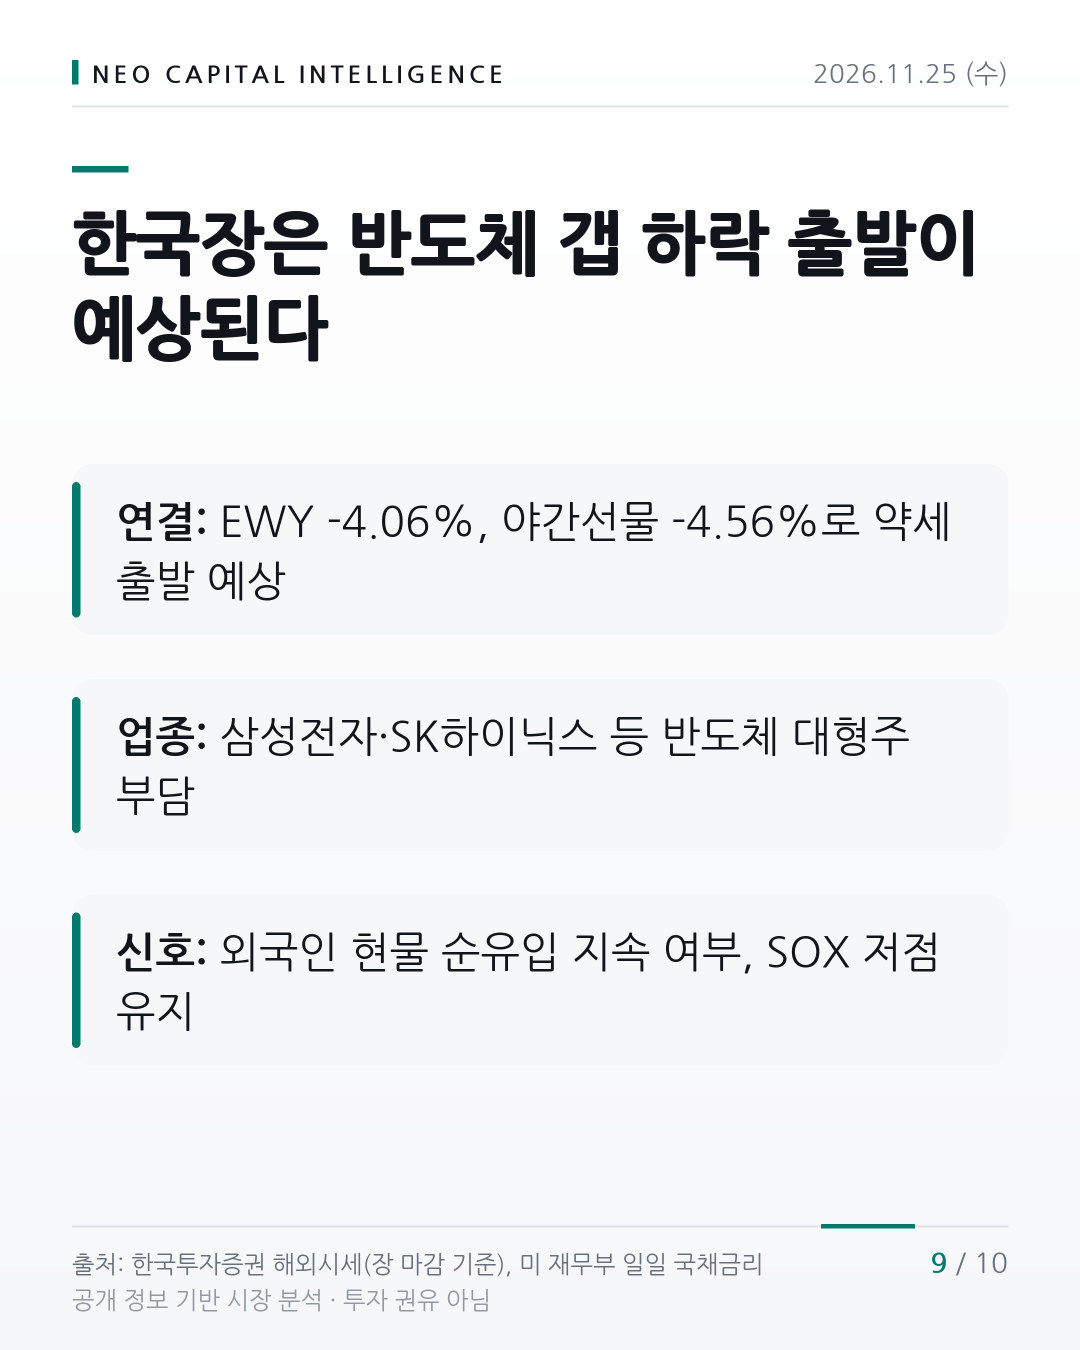 NEO CAPITAL INTELLIGENCE
2026.11.25 (수)
한국장은 반도체 갭 하락 출발이
예상된다
연결: EWY -4.06%, 야간선물 -4.56%로 약세
출발 예상
업종: 삼성전자·SK하이닉스 등 반도체 대형주
부담
신호: 외국인 현물 순유입 지속 여부, SOX 저점
유지
출처: 한국투자증권 해외시세(장 마감 기준), 미 재무부 일일 국채금리
9 / 10
공개 정보 기반 시장 분석 · 투자 권유 아님